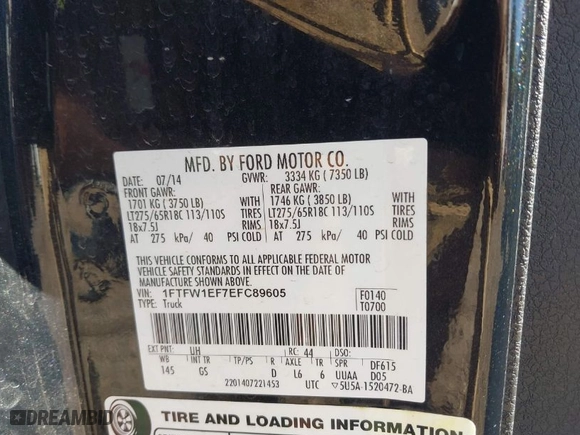 MFD. BY FORD MOTOR CO.
DATE: 07/14 GVWR: 3334 KG ( 7350 LB)
FRONT GAWR: REAR GAWR:
1701 KG ( 3750 LB) WITH 1746 KG ( 3850 LB) WITH
LT275/65R18C 113/110S TIRES LT275/65R18C 113/110S TIRES
18x7.5J RIMS 18x7.5J RIMS
AT 275 kPa/ 40 PSI COLD AT 275 kPa/ 40 PSI COLD
THIS VEHICLE CONFORMS TO ALL APPLICABLE FEDERAL MOTOR
VEHICLE SAFETY STANDARDS IN EFFECT ON THE DATE OF
MANUFACTURE SHOWN ABOVE.
VIN: 1FTFW1EF7EFC89605 F0140
TYPE: Truck T0700
EXT PNT: UH RC: 44 DSO:
WB INT TR TP/PS R AXLE TR SPR DF615
145 GS D L6 6 UUAA D05
2201407221453 UTC 5U5A-1520472-BA
TIRE AND LOADING INFORMATION
DREAMBID